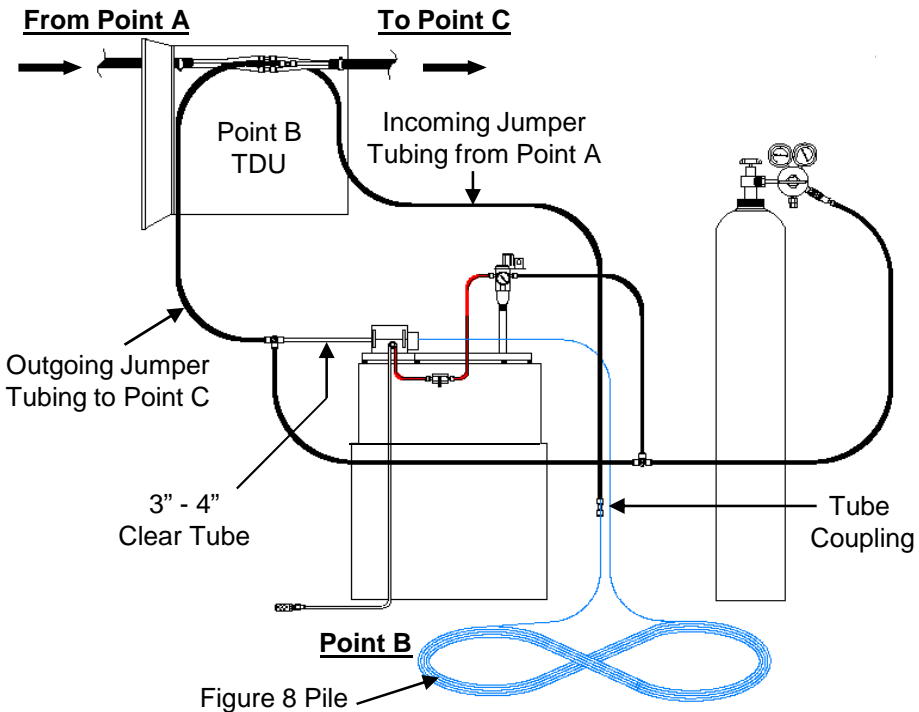 From Point A
To Point C
Point B
TDU
Incoming Jumper
Tubing from Point A
Outgoing Jumper
Tubing to Point C
3” - 4”
Clear Tube
Tube
Coupling
Point B
Figure 8 Pile